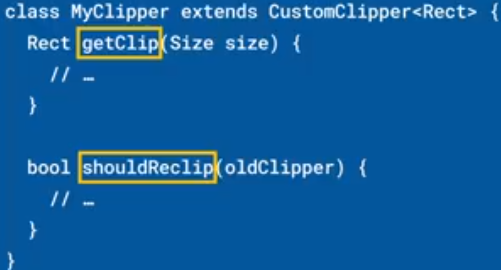 class MyClipper extends CustomClipper<Rect> {
  Rect getClip(Size size) {
    // …
  }

  bool shouldReclip(oldClipper) {
    // …
  }
}